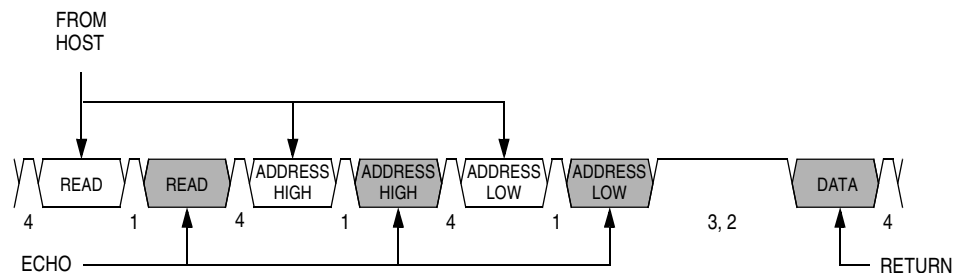 FROM
HOST
READ
READ
ADDRESS
HIGH
ADDRESS
HIGH
ADDRESS
LOW
ADDRESS
LOW
DATA
4
1
4
1
4
1
3, 2
4
ECHO
RETURN